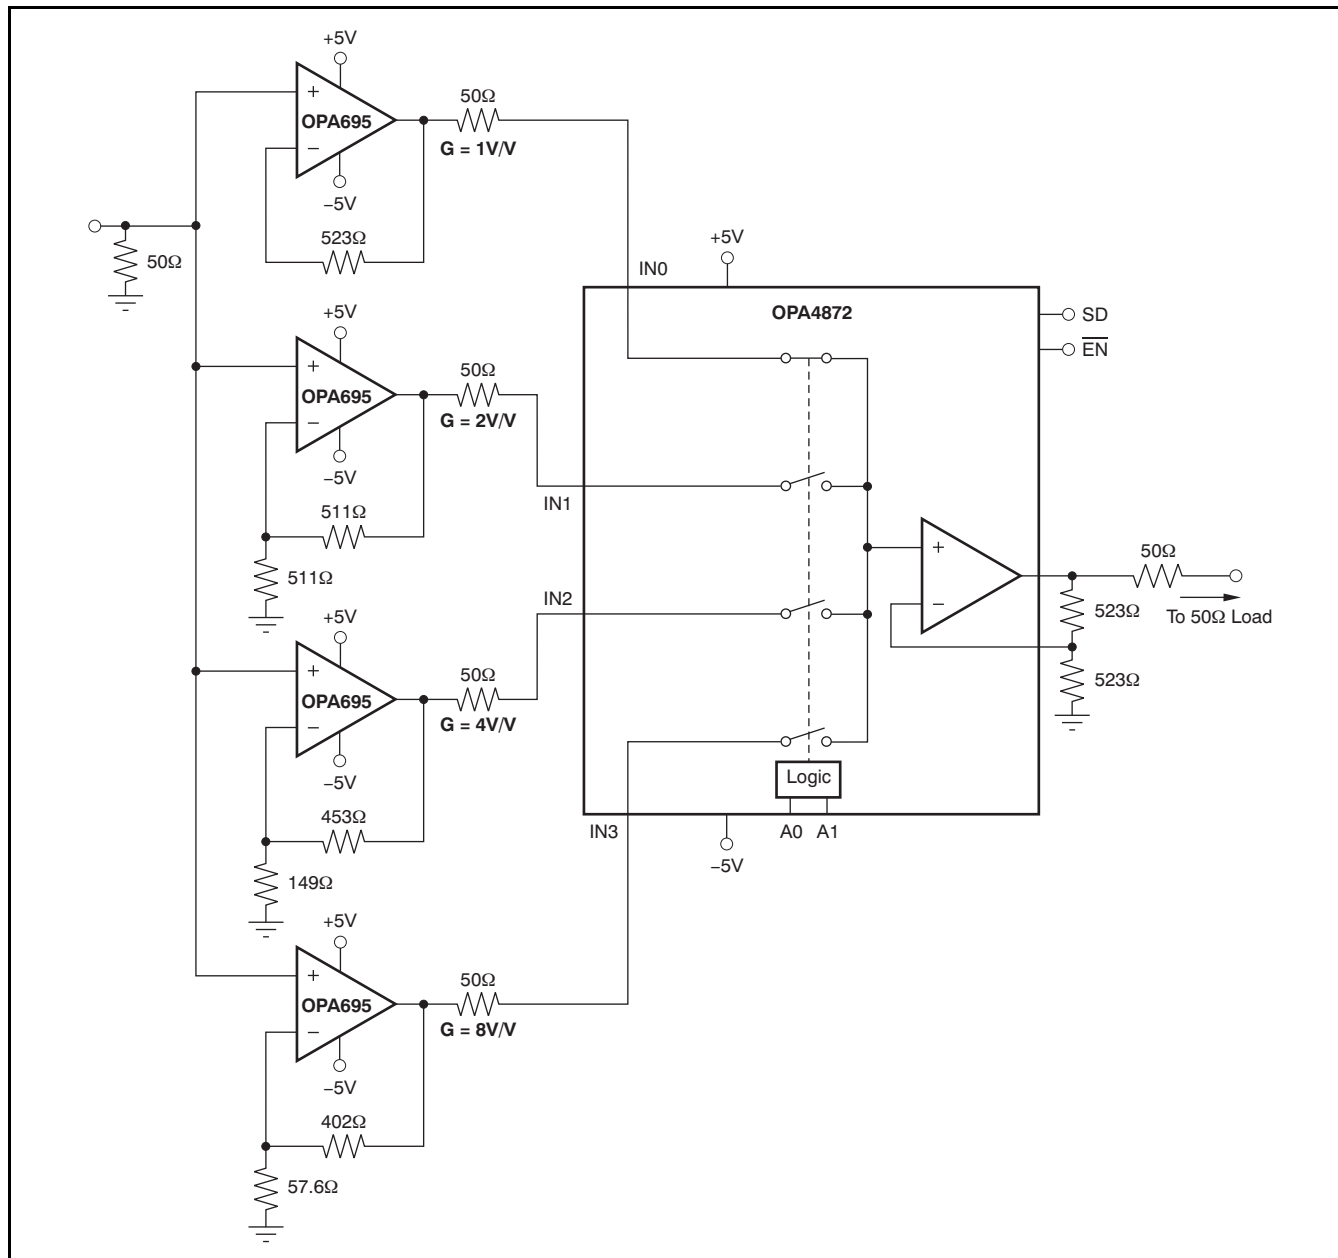 +5V
+
OPA695
−
−5V
50Ω
G = 1V/V
523Ω
50Ω
+5V
+
OPA695
−
−5V
50Ω
G = 2V/V
511Ω
511Ω
+5V
+
OPA695
−
−5V
50Ω
G = 4V/V
453Ω
149Ω
+5V
+
OPA695
−
−5V
50Ω
G = 8V/V
402Ω
57.6Ω
IN0
+5V
OPA4872
SD
EN
IN1
IN2
IN3
+
−
Logic
A0 A1
−5V
50Ω
To 50Ω Load
523Ω
523Ω